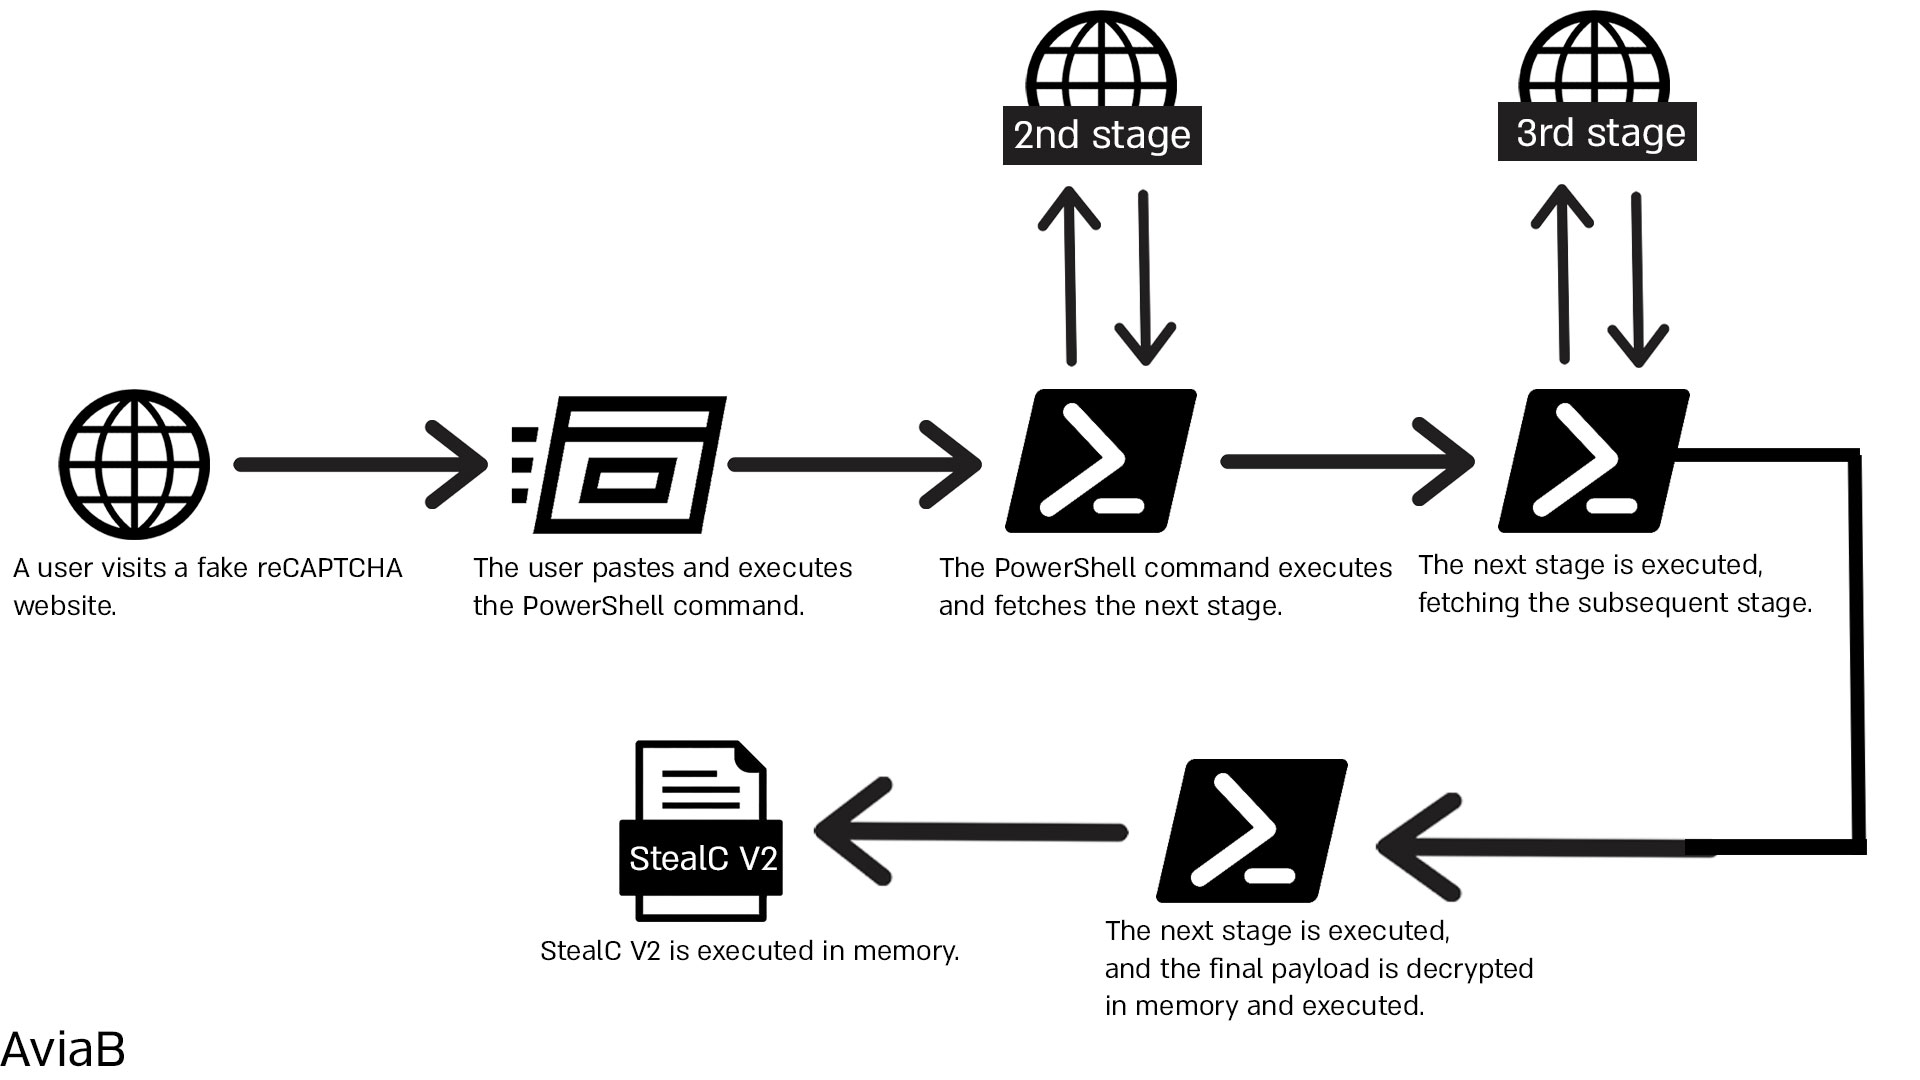 2nd stage
3rd stage
A user visits a fake reCAPTCHA
website.
The user pastes and executes
the PowerShell command.
The PowerShell command executes
and fetches the next stage.
The next stage is executed,
fetching the subsequent stage.
StealC V2
StealC V2 is executed in memory.
The next stage is executed,
and the final payload is decrypted
in memory and executed.
AviaB